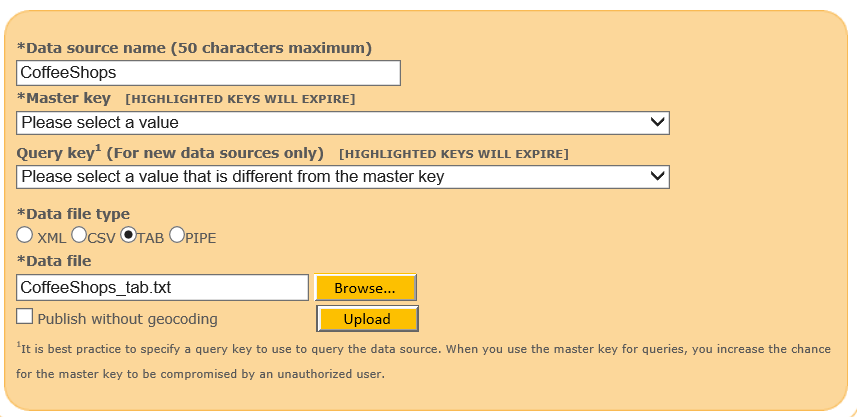 *Data source name (50 characters maximum)
CoffeeShops
*Master key [HIGHLIGHTED KEYS WILL EXPIRE]
Please select a value
Query key1 (For new data sources only) [HIGHLIGHTED KEYS WILL EXPIRE]
Please select a value that is different from the master key
*Data file type
XML CSV TAB PIPE
*Data file
CoffeeShops_tab.txt Browse...
Publish without geocoding Upload
1It is best practice to specify a query key to use to query the data source. When you use the master key for queries, you increase the chance
for the master key to be compromised by an unauthorized user.